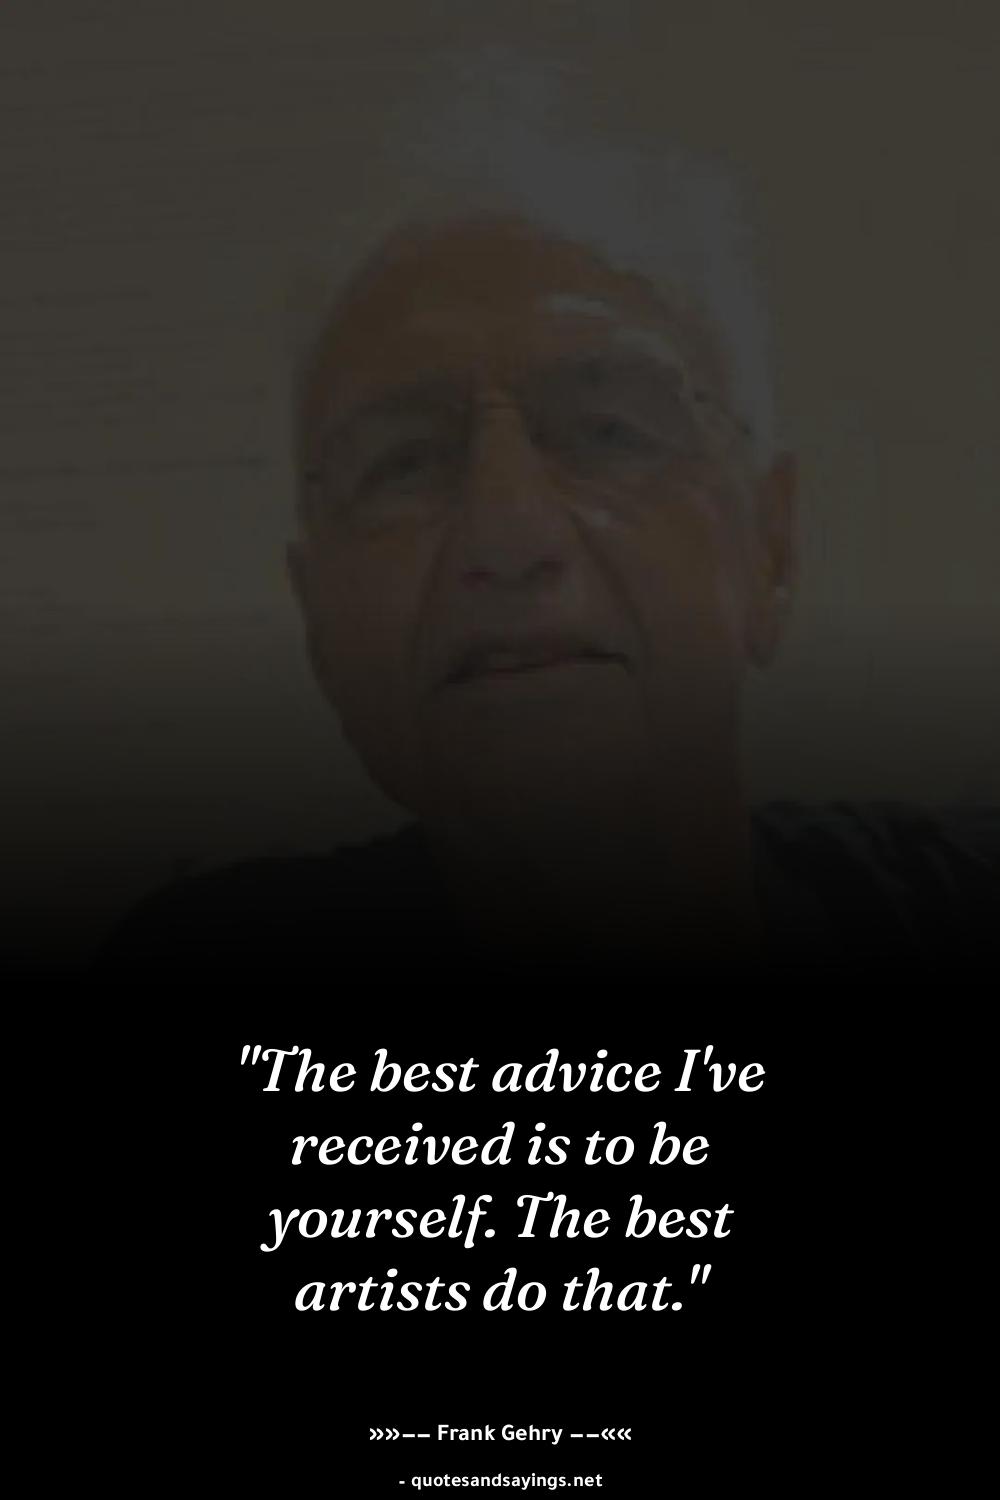 "The best advice I've
received is to be
yourself. The best
artists do that."
»»−− Frank Gehry −−««
- quotesandsayings.net